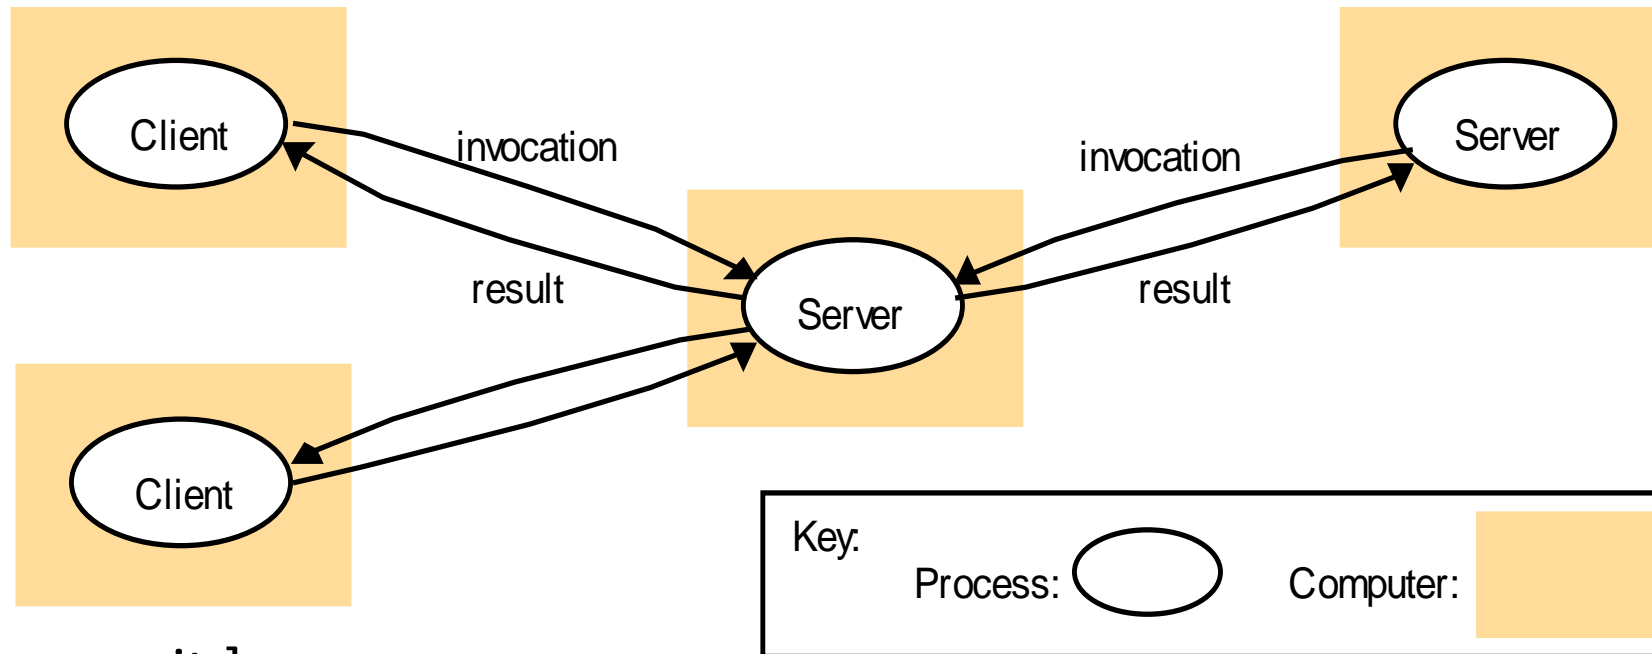 Client
invocation
invocation
Server
result
Server
result
Client
Key:
Process:
Computer: